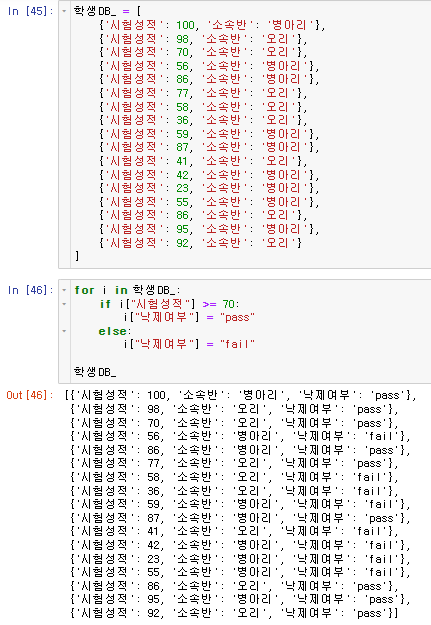 In [45]: 학생DB_ = [
{'시험성적': 100, '소속반': '병아리'},
{'시험성적': 98, '소속반': '오리'},
{'시험성적': 70, '소속반': '오리'},
{'시험성적': 56, '소속반': '병아리'},
{'시험성적': 86, '소속반': '병아리'},
{'시험성적': 77, '소속반': '오리'},
{'시험성적': 58, '소속반': '오리'},
{'시험성적': 36, '소속반': '오리'},
{'시험성적': 59, '소속반': '병아리'},
{'시험성적': 87, '소속반': '병아리'},
{'시험성적': 41, '소속반': '오리'},
{'시험성적': 42, '소속반': '병아리'},
{'시험성적': 23, '소속반': '병아리'},
{'시험성적': 55, '소속반': '병아리'},
{'시험성적': 86, '소속반': '오리'},
{'시험성적': 95, '소속반': '병아리'},
{'시험성적': 92, '소속반': '오리'}
]
In [46]: for i in 학생DB_:
if i["시험성적"] >= 70:
i["낙제여부"] = "pass"
else:
i["낙제여부"] = "fail"
학생DB_
Out [46]: [{'시험성적': 100, '소속반': '병아리', '낙제여부': 'pass'},
{'시험성적': 98, '소속반': '오리', '낙제여부': 'pass'},
{'시험성적': 70, '소속반': '오리', '낙제여부': 'pass'},
{'시험성적': 56, '소속반': '병아리', '낙제여부': 'fail'},
{'시험성적': 86, '소속반': '병아리', '낙제여부': 'pass'},
{'시험성적': 77, '소속반': '오리', '낙제여부': 'pass'},
{'시험성적': 58, '소속반': '오리', '낙제여부': 'fail'},
{'시험성적': 36, '소속반': '오리', '낙제여부': 'fail'},
{'시험성적': 59, '소속반': '병아리', '낙제여부': 'fail'},
{'시험성적': 87, '소속반': '병아리', '낙제여부': 'pass'},
{'시험성적': 41, '소속반': '오리', '낙제여부': 'fail'},
{'시험성적': 42, '소속반': '병아리', '낙제여부': 'fail'},
{'시험성적': 23, '소속반': '병아리', '낙제여부': 'fail'},
{'시험성적': 55, '소속반': '병아리', '낙제여부': 'fail'},
{'시험성적': 86, '소속반': '오리', '낙제여부': 'pass'},
{'시험성적': 95, '소속반': '병아리', '낙제여부': 'pass'},
{'시험성적': 92, '소속반': '오리', '낙제여부': 'pass'}]